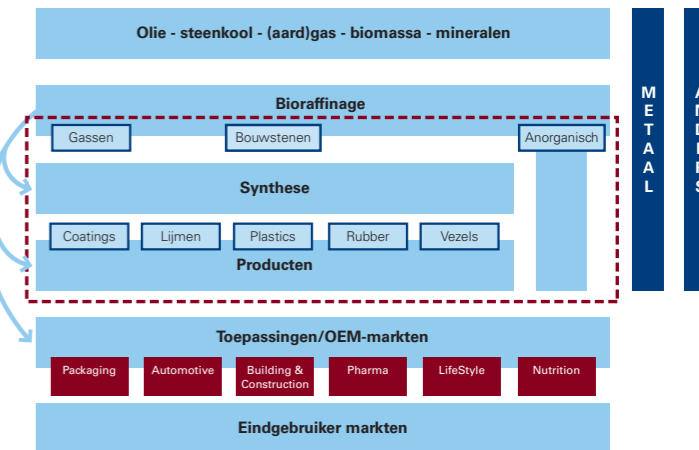 Olie - steenkool - (aard)gas - biomassa - mineralen
Bioraffinage
Gassen
Bouwstenen
Anorganisch
Synthese
Coatings
Lijmen
Plastics
Rubber
Vezels
Producten
Toepassingen/OEM-markten
Packaging
Automotive
Building &
Construction
Pharma
LifeStyle
Nutrition
Eindgebruiker markten
METAAL